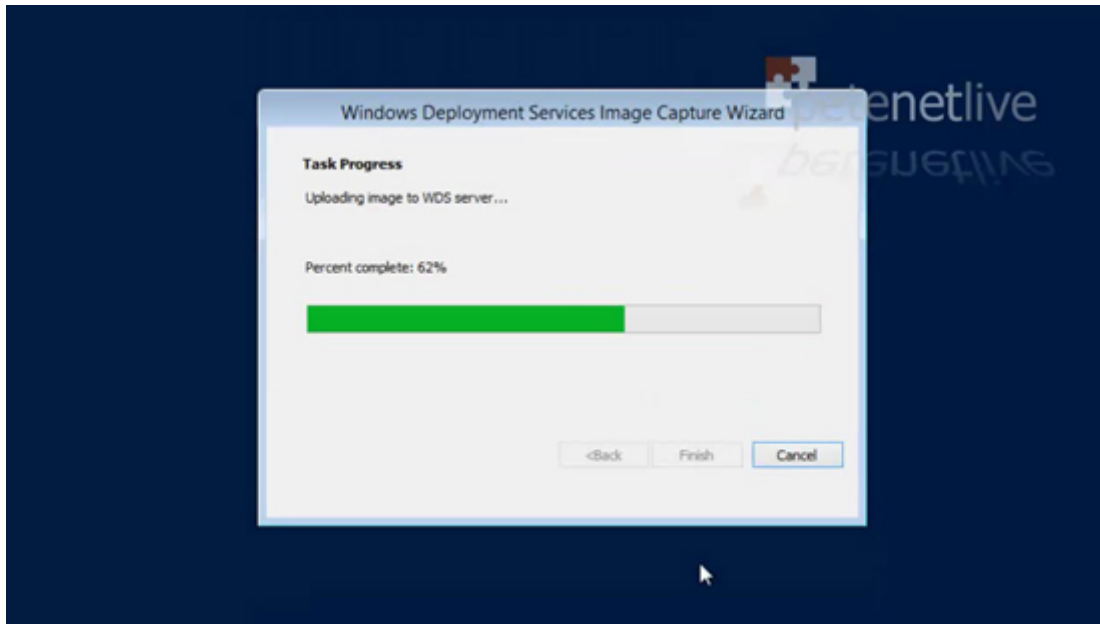 Windows Deployment Services Image Capture Wizard
petenetlive
Task Progress
Uploading image to WDS server...
Percent complete: 62%
<Back
Finish
Cancel